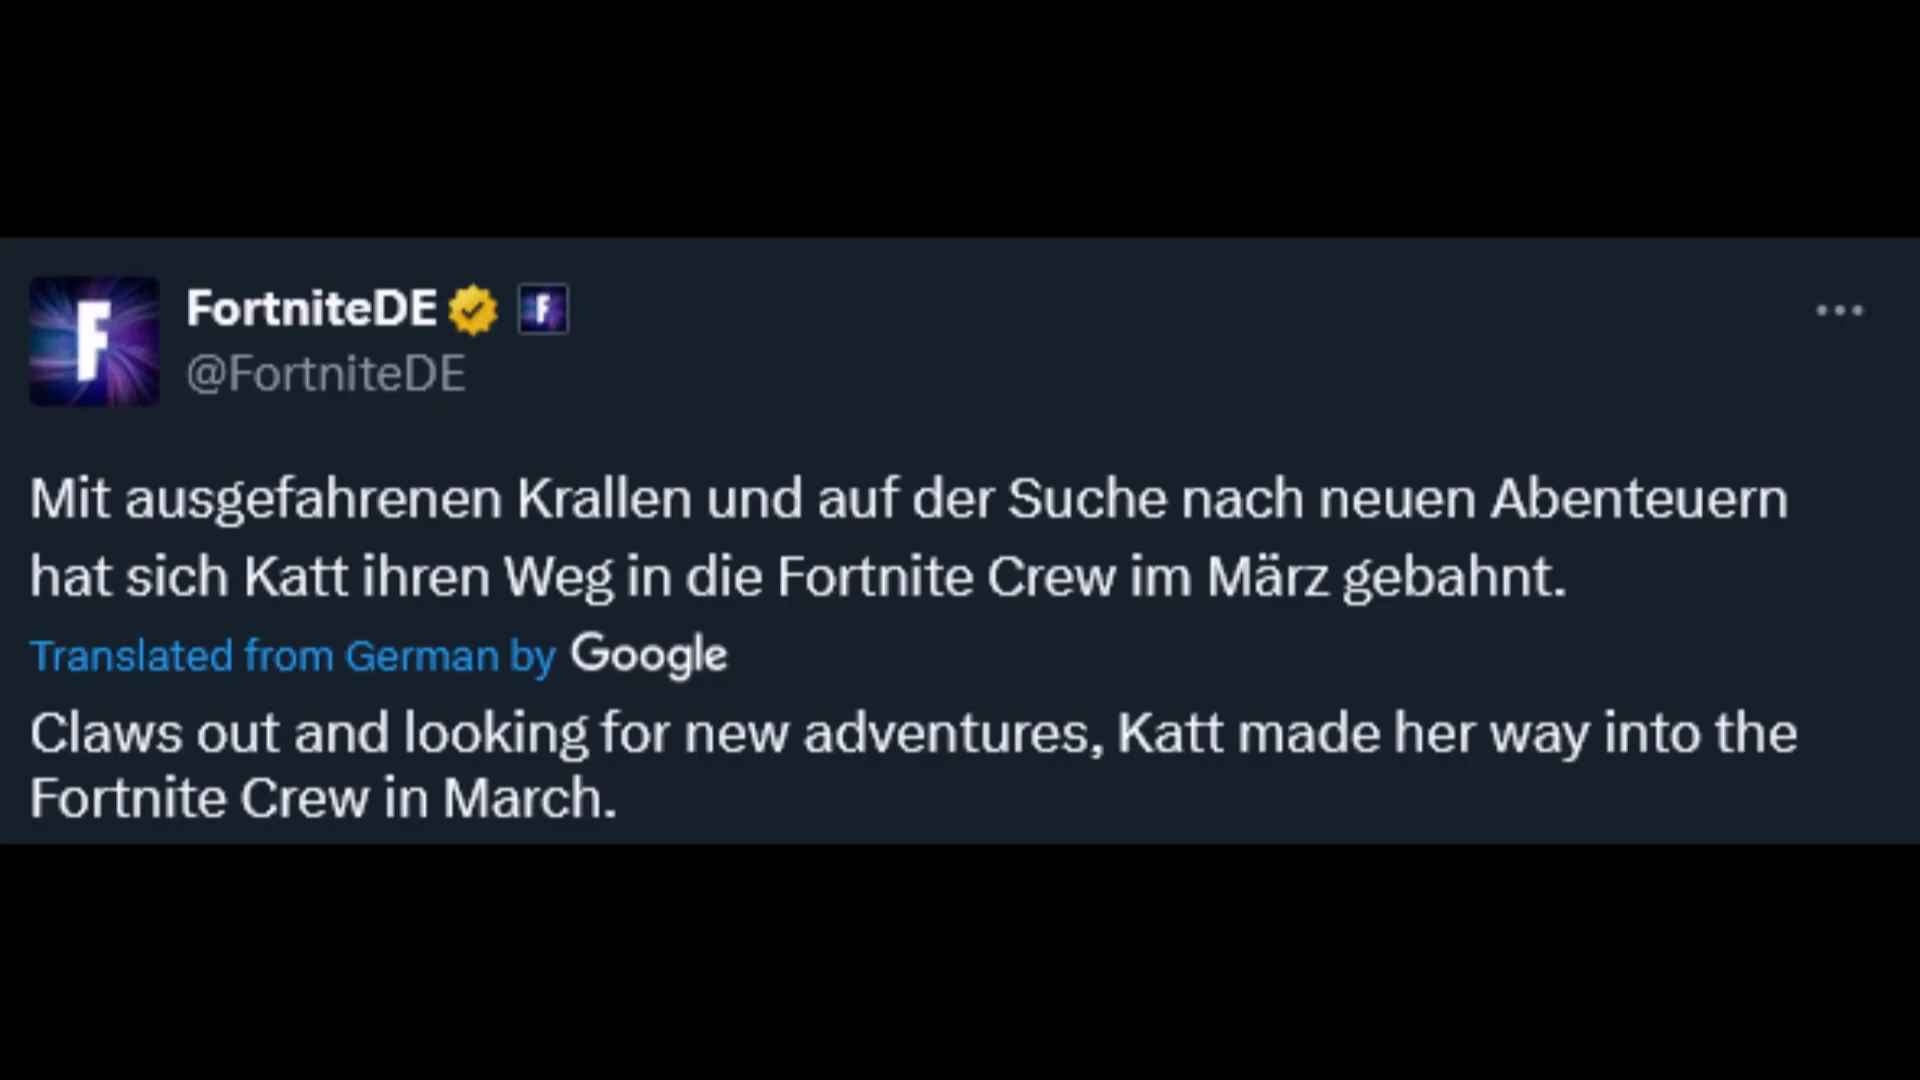 FortniteDE
@FortniteDE
Mit ausgefahrenen Krallen und auf der Suche nach neuen Abenteuern
hat sich Katt ihren Weg in die Fortnite Crew im März gebahnt.
Translated from German by Google
Claws out and looking for new adventures, Katt made her way into the
Fortnite Crew in March.